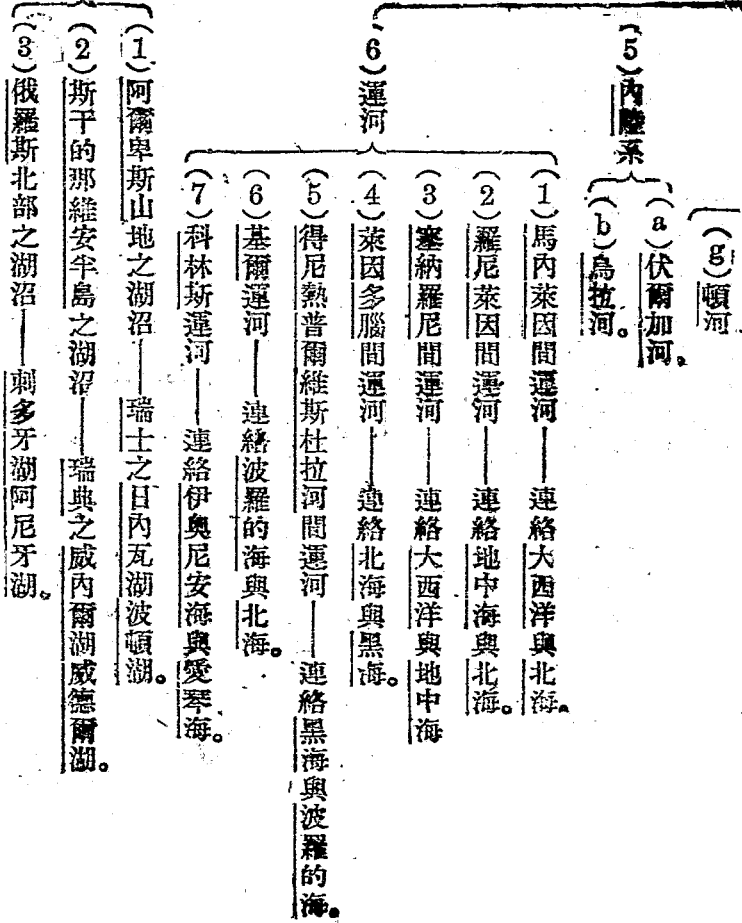 (g)頓河
(5)內陸系
(a)伏爾加河。
(b)烏拉河。
(6)運河
(1)馬內萊因間運河——連絡大西洋與北海。
(2)羅尼萊因間運河——連絡地中海與北海。
(3)塞納羅尼間運河——連絡大西洋與地中海
(4)萊因多腦間運河——連絡北海與黑海。
(5)得尼熱普爾維斯杜拉河間運河——連絡黑海與波羅的海。
(6)基爾運河——連絡波羅的海與北海。
(7)科林斯運河——連絡伊奧尼安海與愛琴海。
(1)阿爾卑斯山地之湖沼——瑞士之日內瓦湖波頓湖。
(2)斯干的那維安半島之湖沼——瑞典之威內爾湖威德爾湖。
(3)俄羅斯北部之湖沼——刺多牙湖阿尼牙湖。